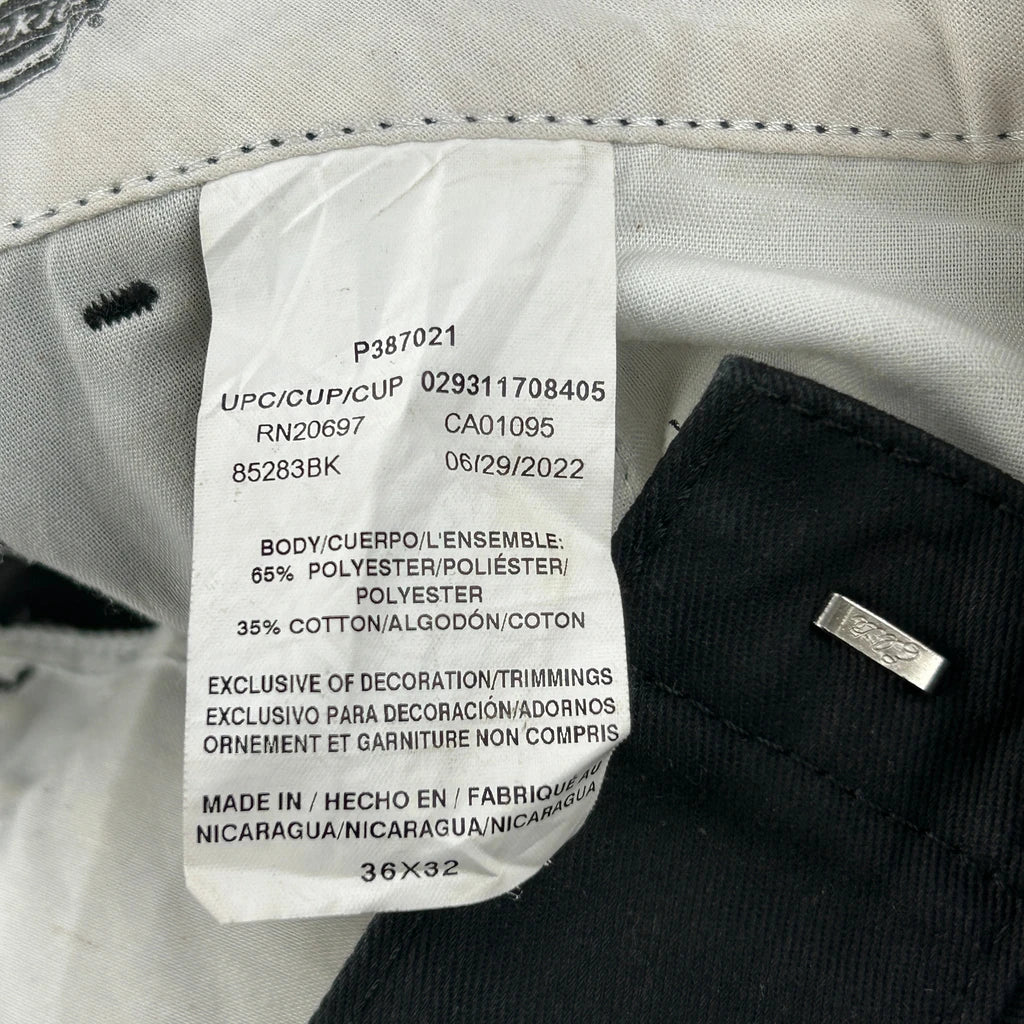 P387021
UPC/CUP/CUP 029311708405
RN20697 CA01095
85283BK 06/29/2022
BODY/CUERPO/L'ENSEMBLE:
65% POLYESTER/POLIÉSTER/
POLYESTER
35% COTTON/ALGODÓN/COTON
EXCLUSIVE OF DECORATION/TRIMMINGS
EXCLUSIVO PARA DECORACIÓN/ADORNOS
ORNEMENT ET GARNITURE NON COMPRIS
MADE IN / HECHO EN / FABRIQUÉ AU
NICARAGUA/NICARAGUA/NICARAGUA
36X32